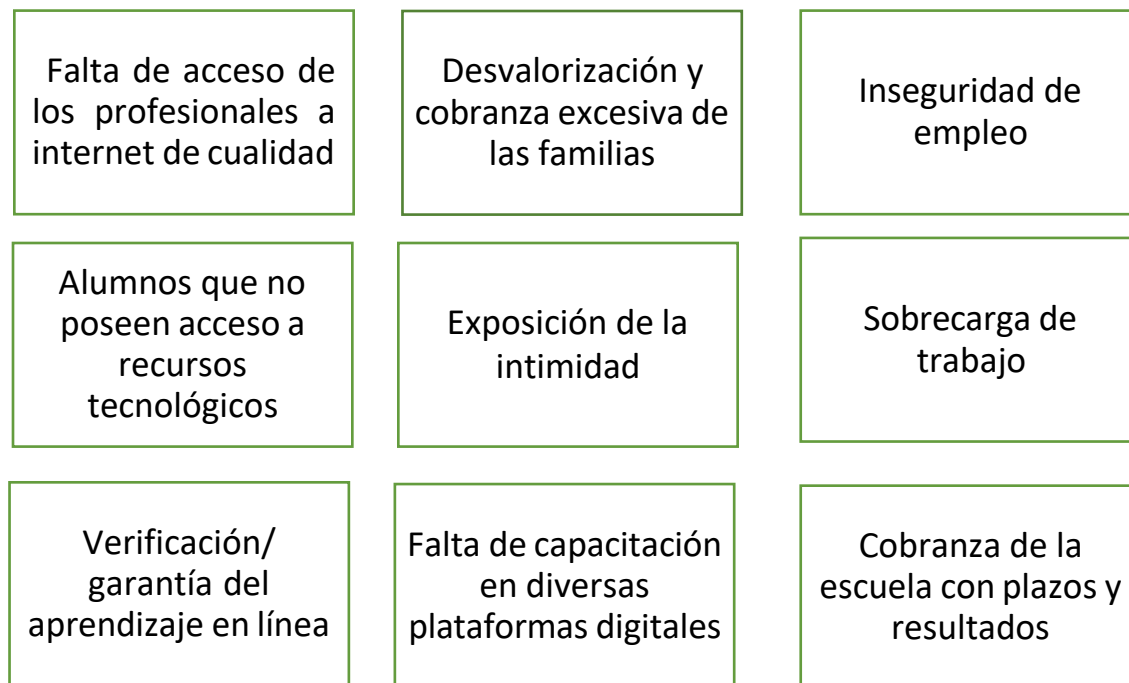 Falta de acceso de
los profesionales a
internet de cualidad
Desvalorización y
cobranza excesiva de
las familias
Inseguridad de
empleo
Alumnos que no
poseen acceso a
recursos
tecnológicos
Exposición de la
intimidad
Sobrecarga de
trabajo
Verificación/
garantía del
aprendizaje en línea
Falta de capacitación
en diversas
plataformas digitales
Cobranza de la
escuela con plazos y
resultados